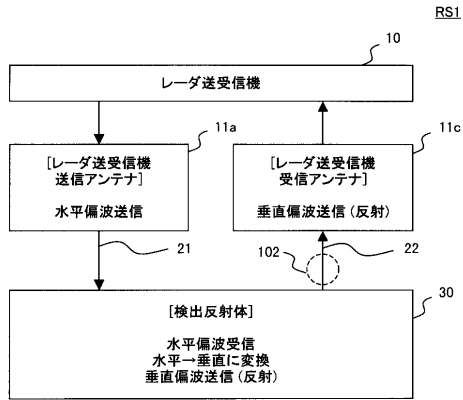 RS1
10
レーダ送受信機
11a
11c
[レーダ送受信機
送信アンテナ]
水平偏波送信
[レーダ送受信機
受信アンテナ]
垂直偏波送信(反射)
21
102
22
30
[検出反射体]
水平偏波受信
水平→垂直に変換
垂直偏波送信(反射)